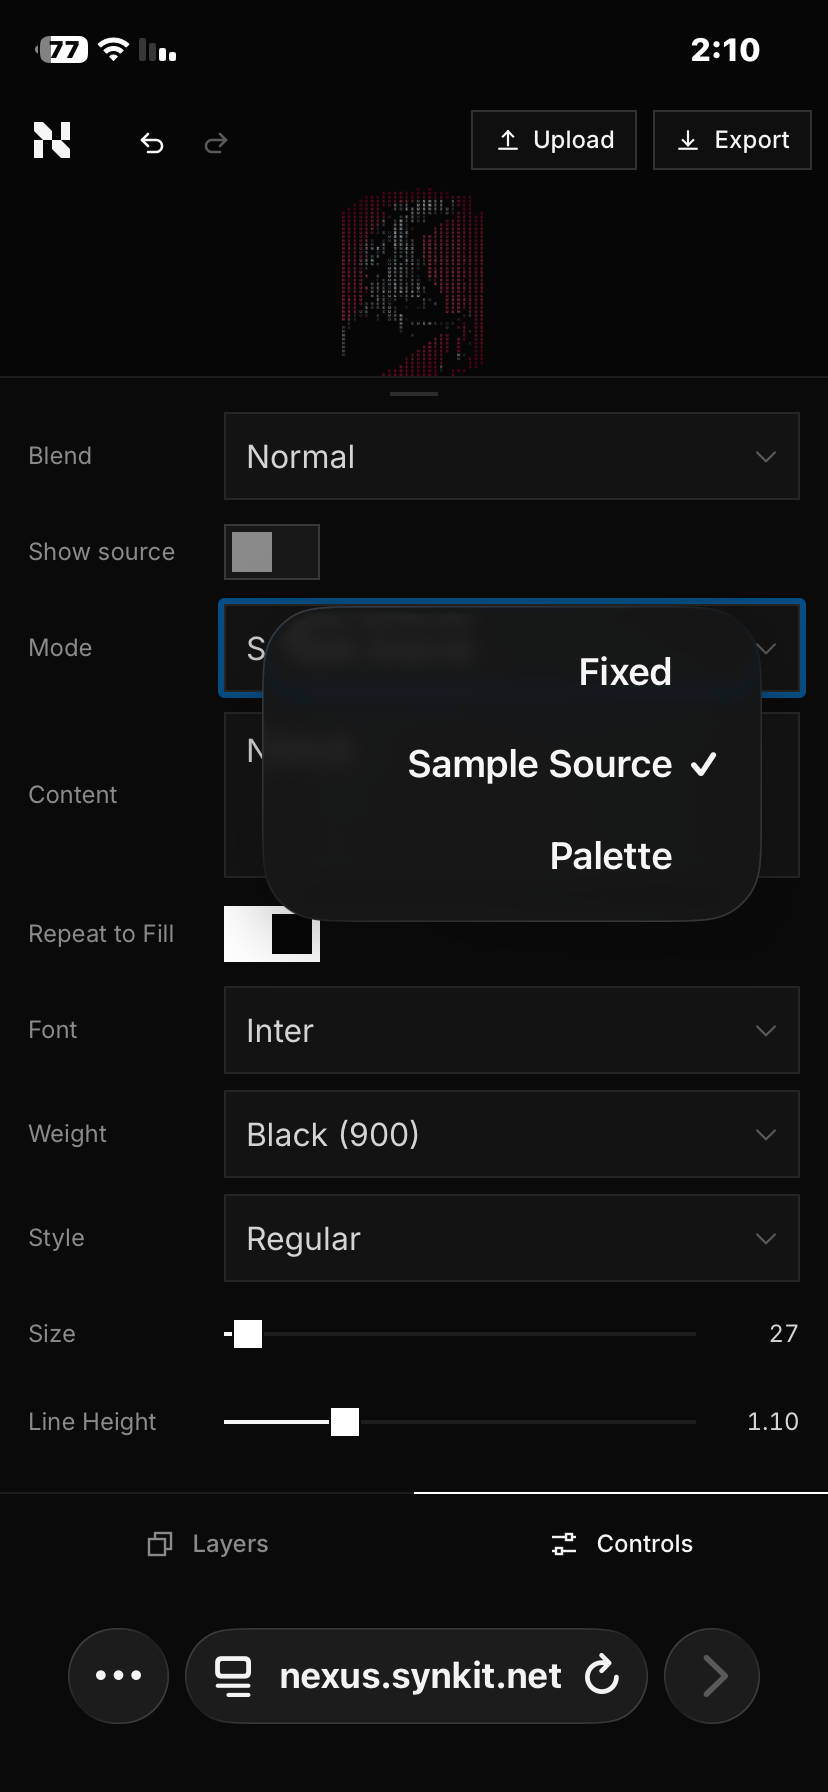 77
2:10
Upload
Export
Blend
Normal
Show source
Mode
S
Fixed
Sample Source
Palette
Content
N
Repeat to Fill
Font
Inter
Weight
Black (900)
Style
Regular
Size
27
Line Height
1.10
Layers
Controls
nexus.synkit.net